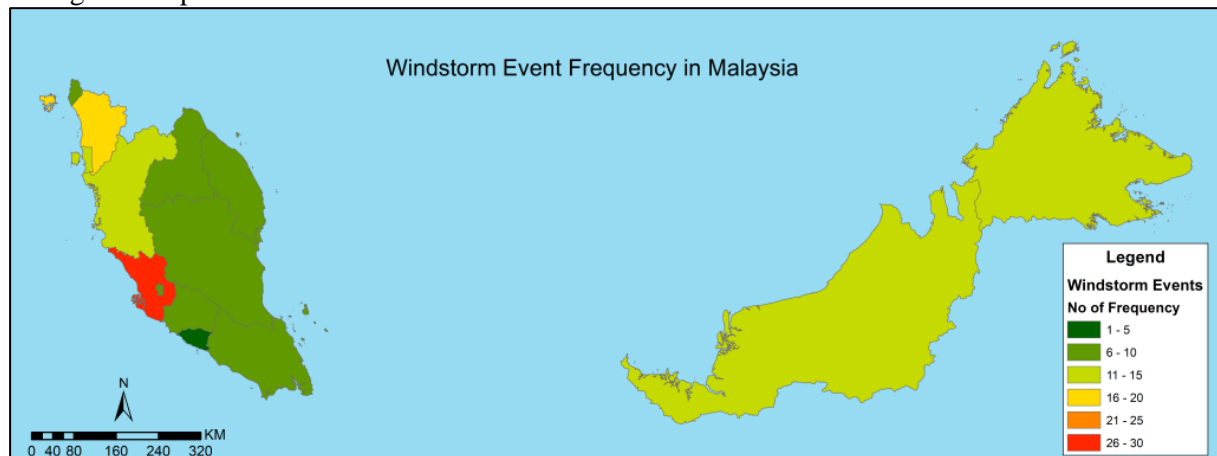 Windstorm Event Frequency in Malaysia
Legend
Windstorm Events
No of Frequency
1 - 5
6 - 10
11 - 15
16 - 20
21 - 25
26 - 30
N
KM
0 40 80 160 240 320